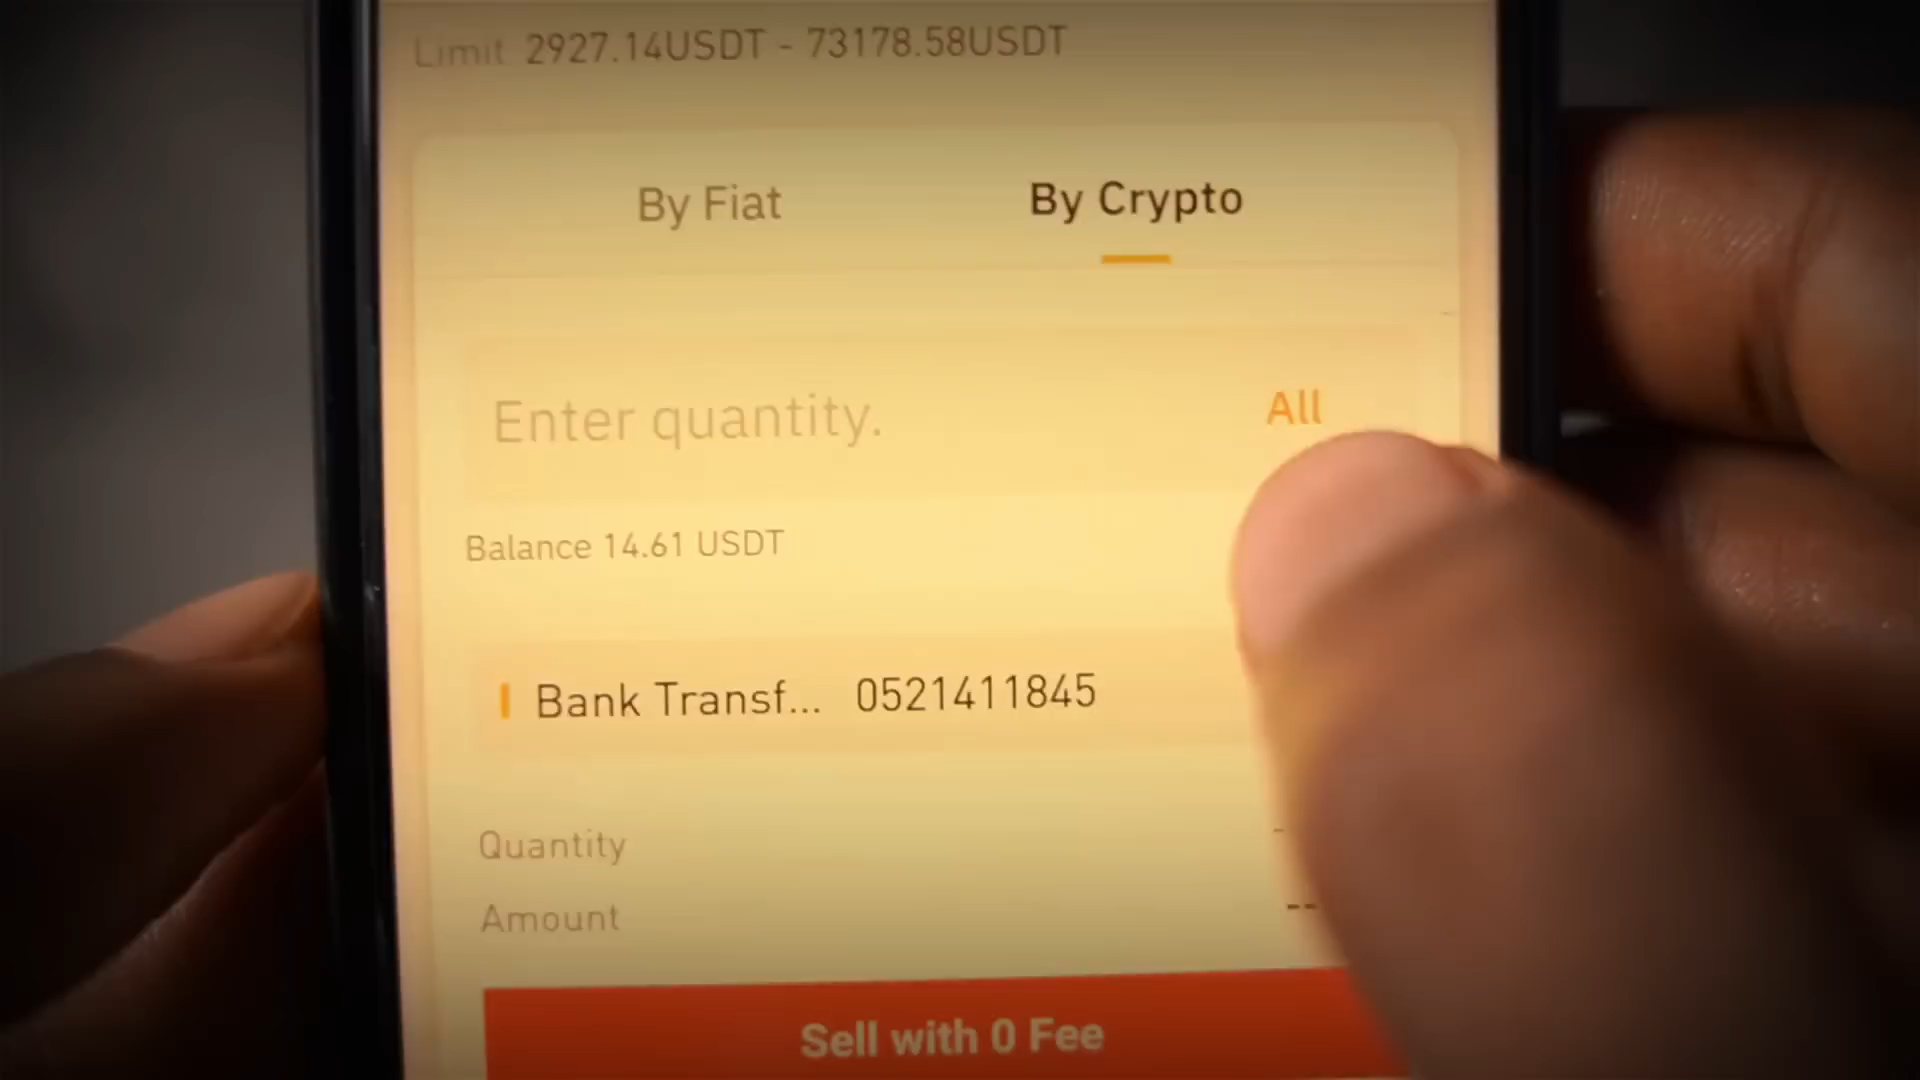 Limit 2927.14USDT - 73178.58USDT
By Fiat By Crypto
Enter quantity. All
Balance 14.61 USDT
Bank Transf... 0521411845
Quantity -
Amount --
Sell with 0 Fee